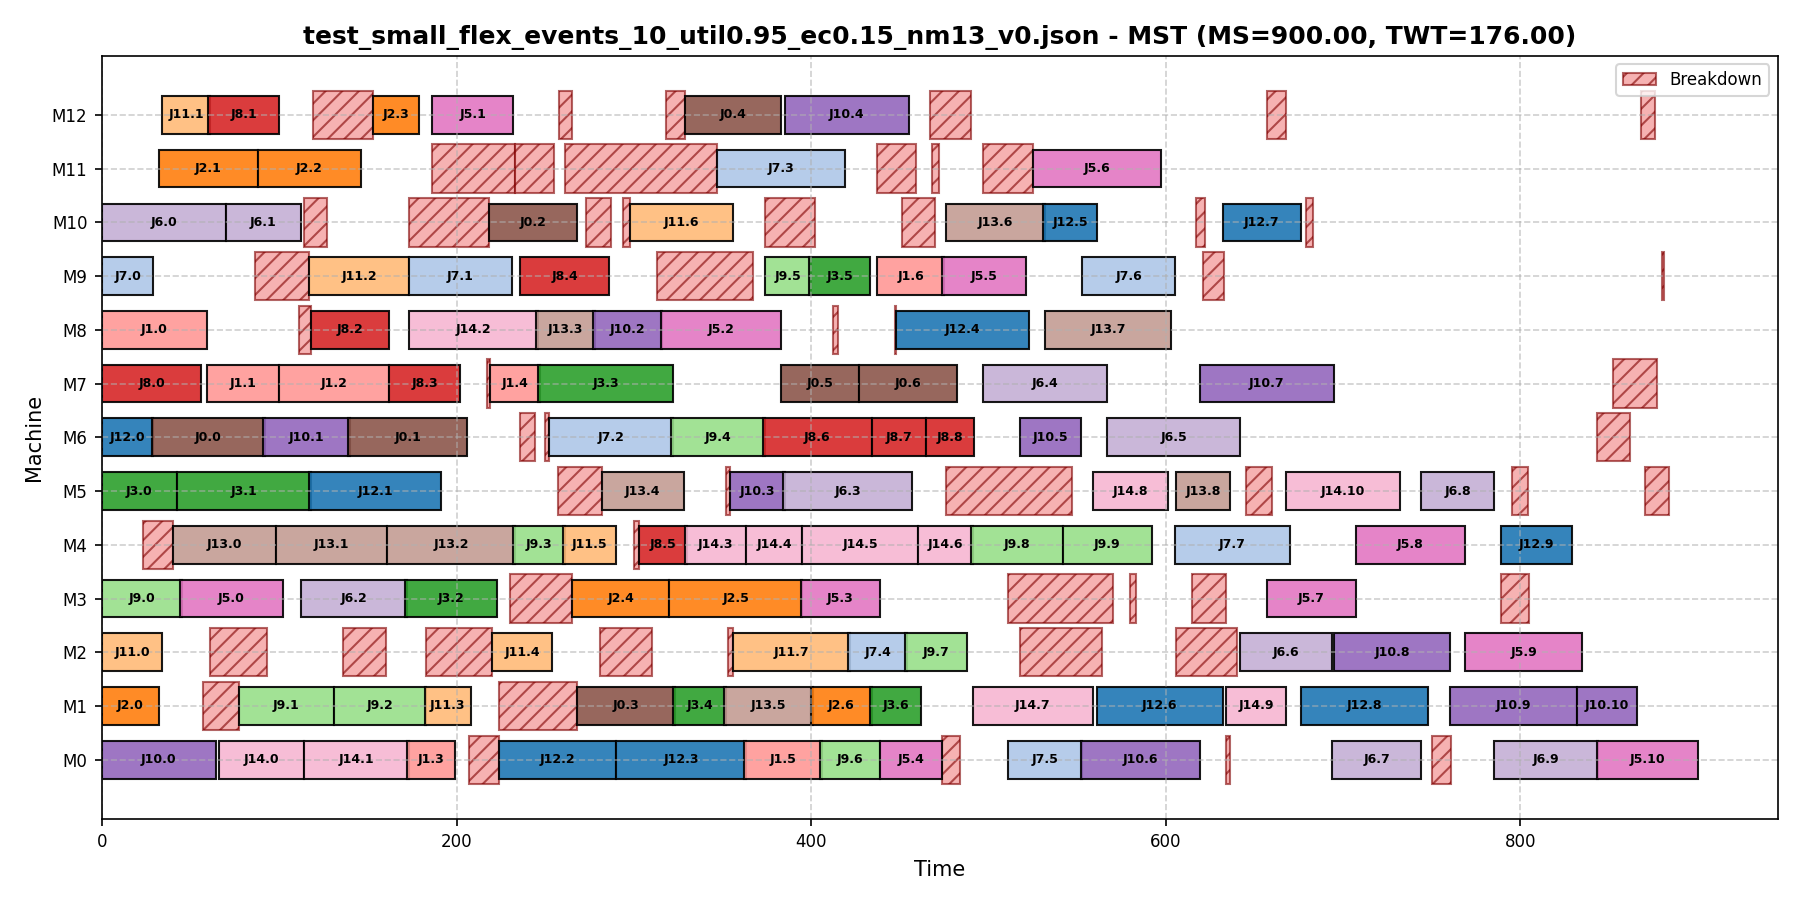 test_small_flex_events_10_util0.95_ec0.15_nm13_v0.json - MST (MS=900.00, TWT=176.00)
Breakdown
M12 J11.1 J8.1 J2.3 J5.1 J0.4 J10.4
M11 J2.1 J2.2 J7.3 J5.6
M10 J6.0 J6.1 J0.2 J11.6 J13.6 J12.5 J12.7
M9 J7.0 J11.2 J7.1 J8.4 J9.5 J3.5 J1.6 J5.5 J7.6
M8 J1.0 J8.2 J14.2 J13.3 J10.2 J5.2 J12.4 J13.7
M7 J8.0 J1.1 J1.2 J8.3 J1.4 J3.3 J0.5 J0.6 J6.4 J10.7
M6 J12.0 J0.0 J10.1 J0.1 J7.2 J9.4 J8.6 J8.7 J8.8 J10.5 J6.5
M5 J3.0 J3.1 J12.1 J13.4 J10.3 J6.3 J14.8 J13.8 J14.10 J6.8
M4 J13.0 J13.1 J13.2 J9.3 J11.5 J8.5 J14.3 J14.4 J14.5 J14.6 J9.8 J9.9 J7.7 J5.8 J12.9
M3 J9.0 J5.0 J6.2 J3.2 J2.4 J2.5 J5.3 J5.7
M2 J11.0 J11.4 J11.7 J7.4 J9.7 J6.6 J10.8 J5.9
M1 J2.0 J9.1 J9.2 J11.3 J0.3 J3.4 J13.5 J2.6 J3.6 J14.7 J12.6 J14.9 J12.8 J10.9 J10.10
M0 J10.0 J14.0 J14.1 J1.3 J12.2 J12.3 J1.5 J9.6 J5.4 J7.5 J10.6 J6.7 J6.9 J5.10
Machine
0 200 400 600 800
Time